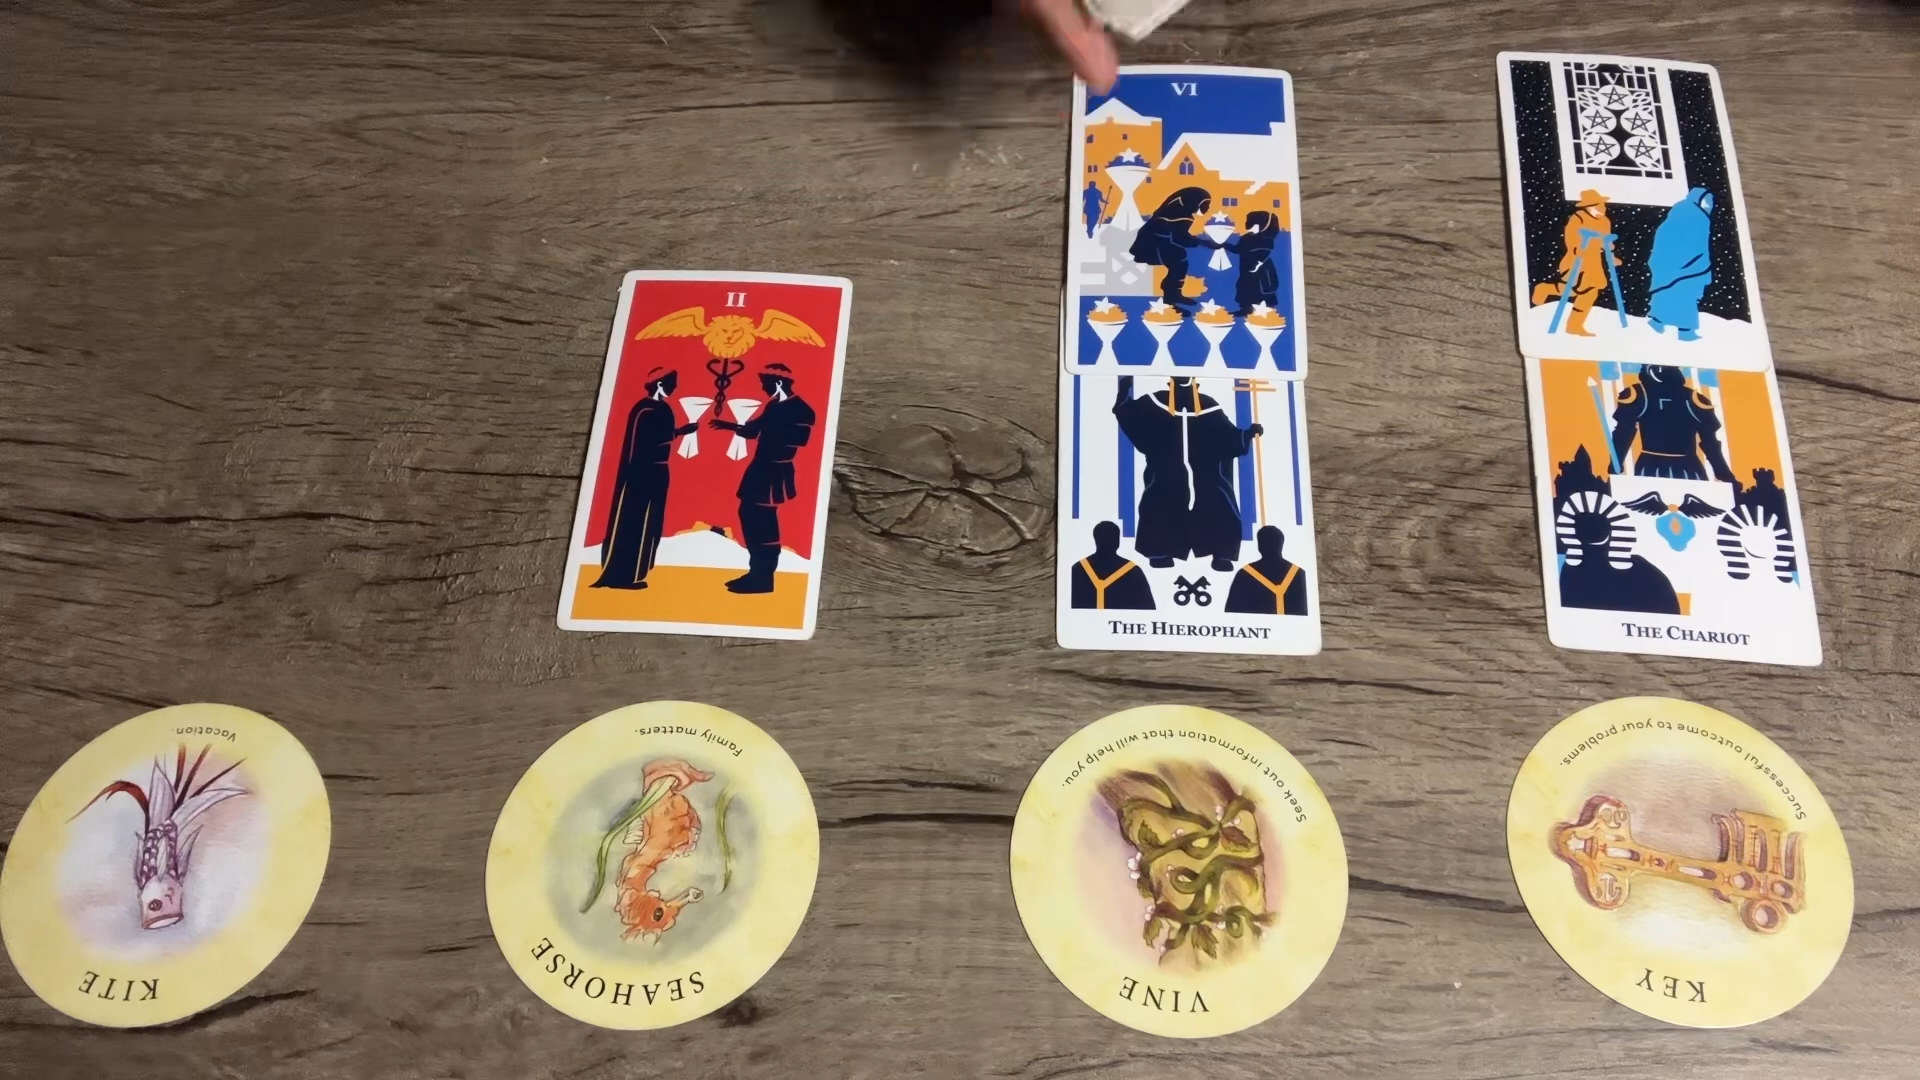 VI
V
II
THE HIEROPHANT
THE CHARIOT
Vacation.
KITE
Family matters.
SEAHORSE
Seek out information that will help you.
VINE
Successful outcome to your problems.
KEY